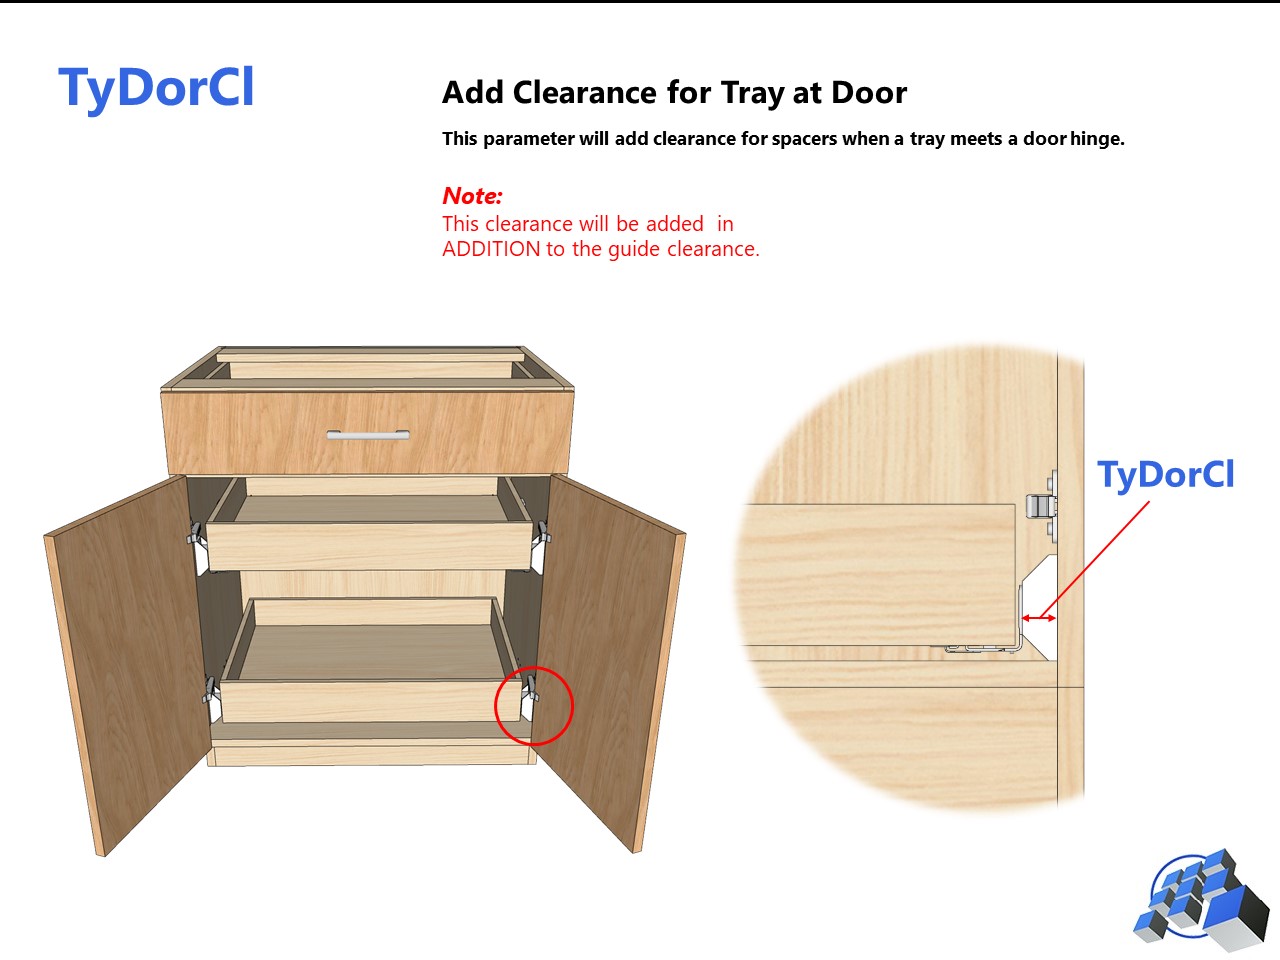 TyDorCl
Add Clearance for Tray at Door
This parameter will add clearance for spacers when a tray meets a door hinge.
Note:
This clearance will be added  in
ADDITION to the guide clearance.
TyDorCl